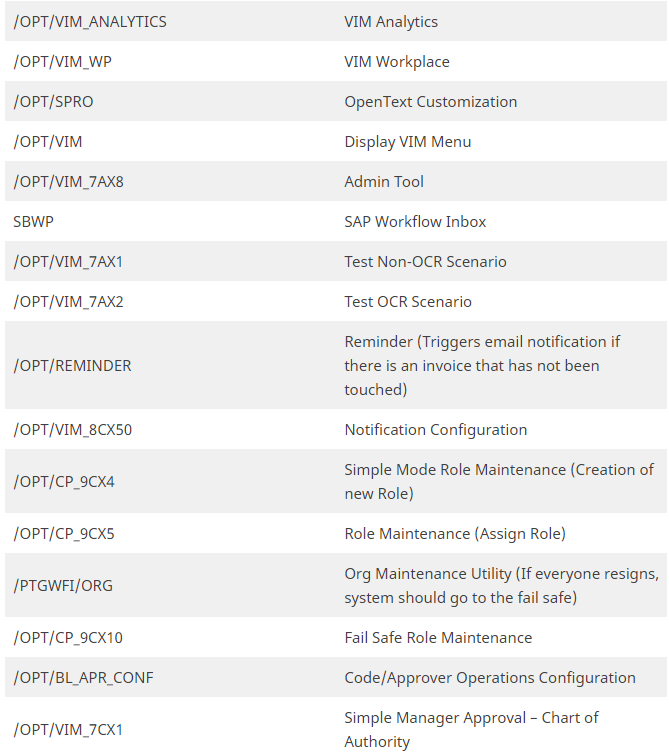 /OPT/VIM_ANALYTICS VIM Analytics
/OPT/VIM_WP VIM Workplace
/OPT/SPRO OpenText Customization
/OPT/VIM Display VIM Menu
/OPT/VIM_7AX8 Admin Tool
SBWP SAP Workflow Inbox
/OPT/VIM_7AX1 Test Non-OCR Scenario
/OPT/VIM_7AX2 Test OCR Scenario
/OPT/REMINDER
Reminder (Triggers email notification if
there is an invoice that has not been
touched)
/OPT/VIM_8CX50 Notification Configuration
/OPT/CP_9CX4
Simple Mode Role Maintenance (Creation of
new Role)
/OPT/CP_9CX5 Role Maintenance (Assign Role)
/PTGWFI/ORG
Org Maintenance Utility (If everyone resigns,
system should go to the fail safe)
/OPT/CP_9CX10 Fail Safe Role Maintenance
/OPT/BL_APR_CONF Code/Approver Operations Configuration
/OPT/VIM_7CX1
Simple Manager Approval – Chart of
Authority